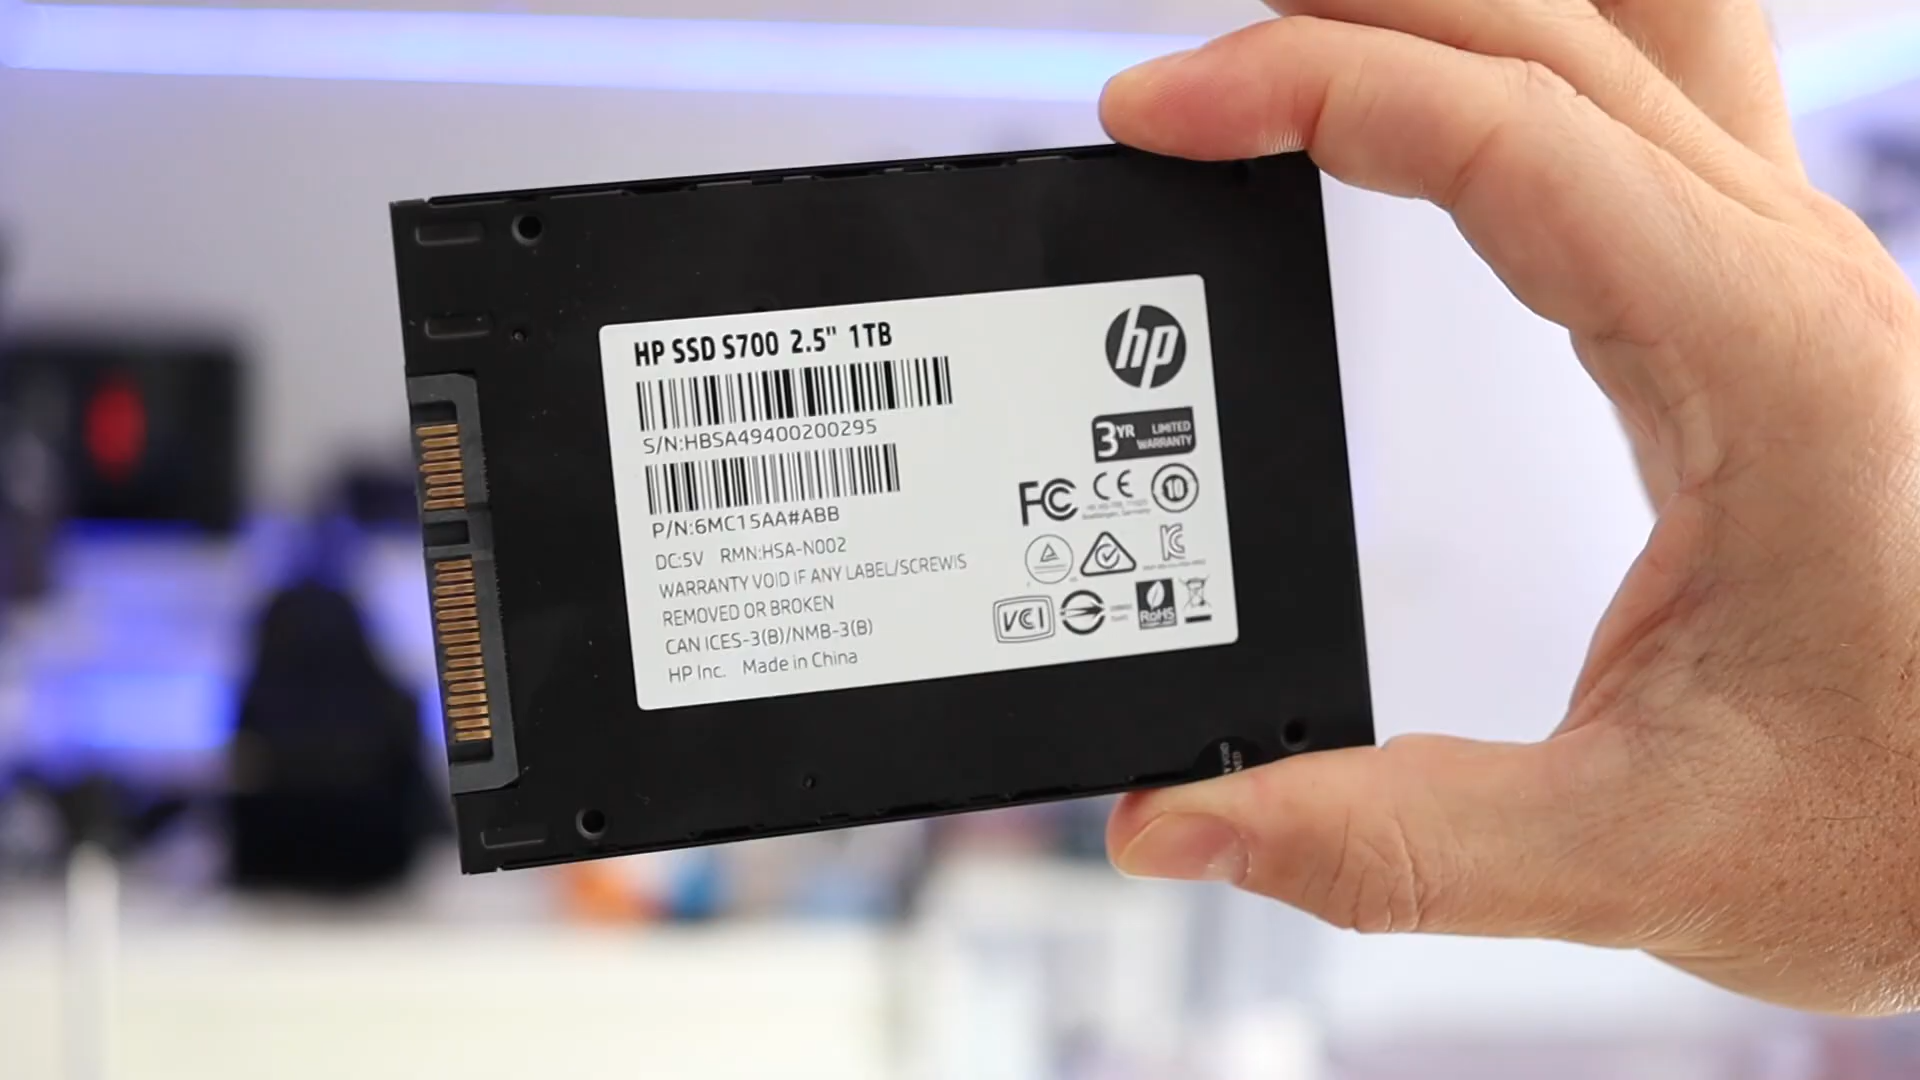 HP SSD S700 2.5" 1TB
hp
S/N:HBSA49400200295
3YR LIMITED WARRANTY
P/N:6MC15AA#ABB
FC CE 10
DC:5V RMN:HSA-N002
WARRANTY VOID IF ANY LABEL/SCREWIS
REMOVED OR BROKEN
CAN ICES-3(B)/NMB-3(B)
HP Inc. Made in China
VCI
RoHS